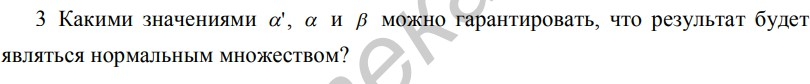 3 Какими значениями α', α и β можно гарантировать, что результат будет
являться нормальным множеством?